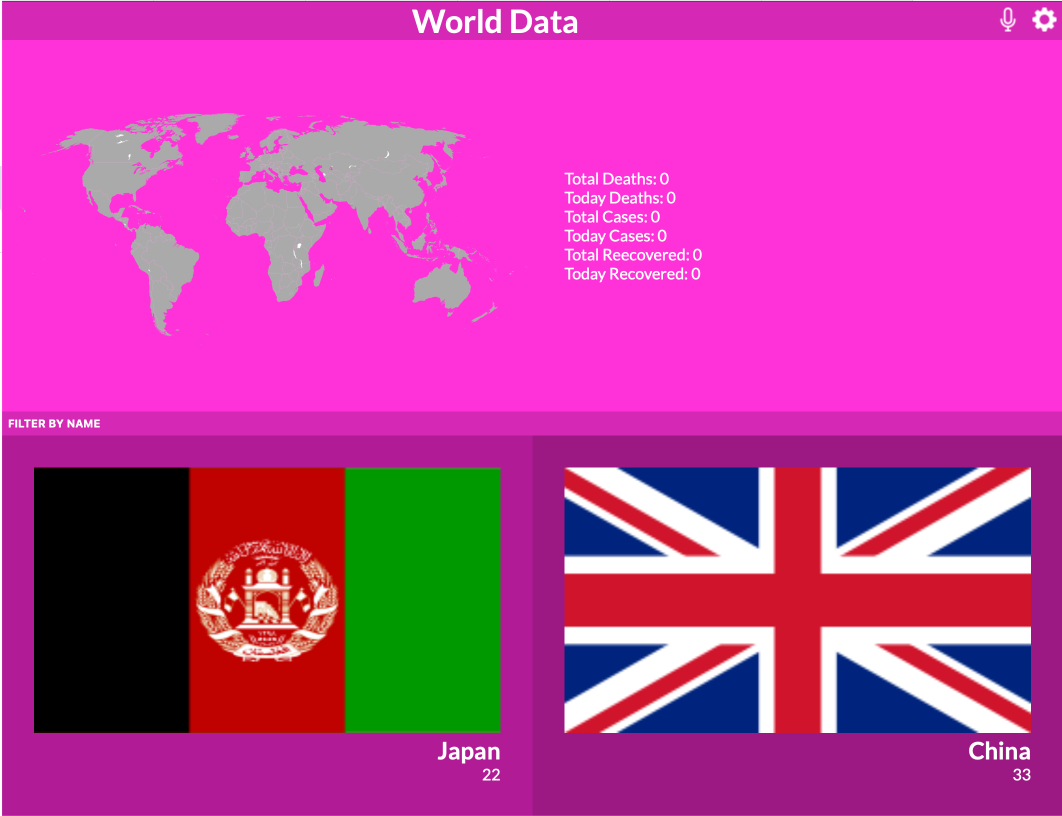 World Data
Total Deaths: 0
Today Deaths: 0
Total Cases: 0
Today Cases: 0
Total Reecovered: 0
Today Recovered: 0
FILTER BY NAME
Japan
22
China
33